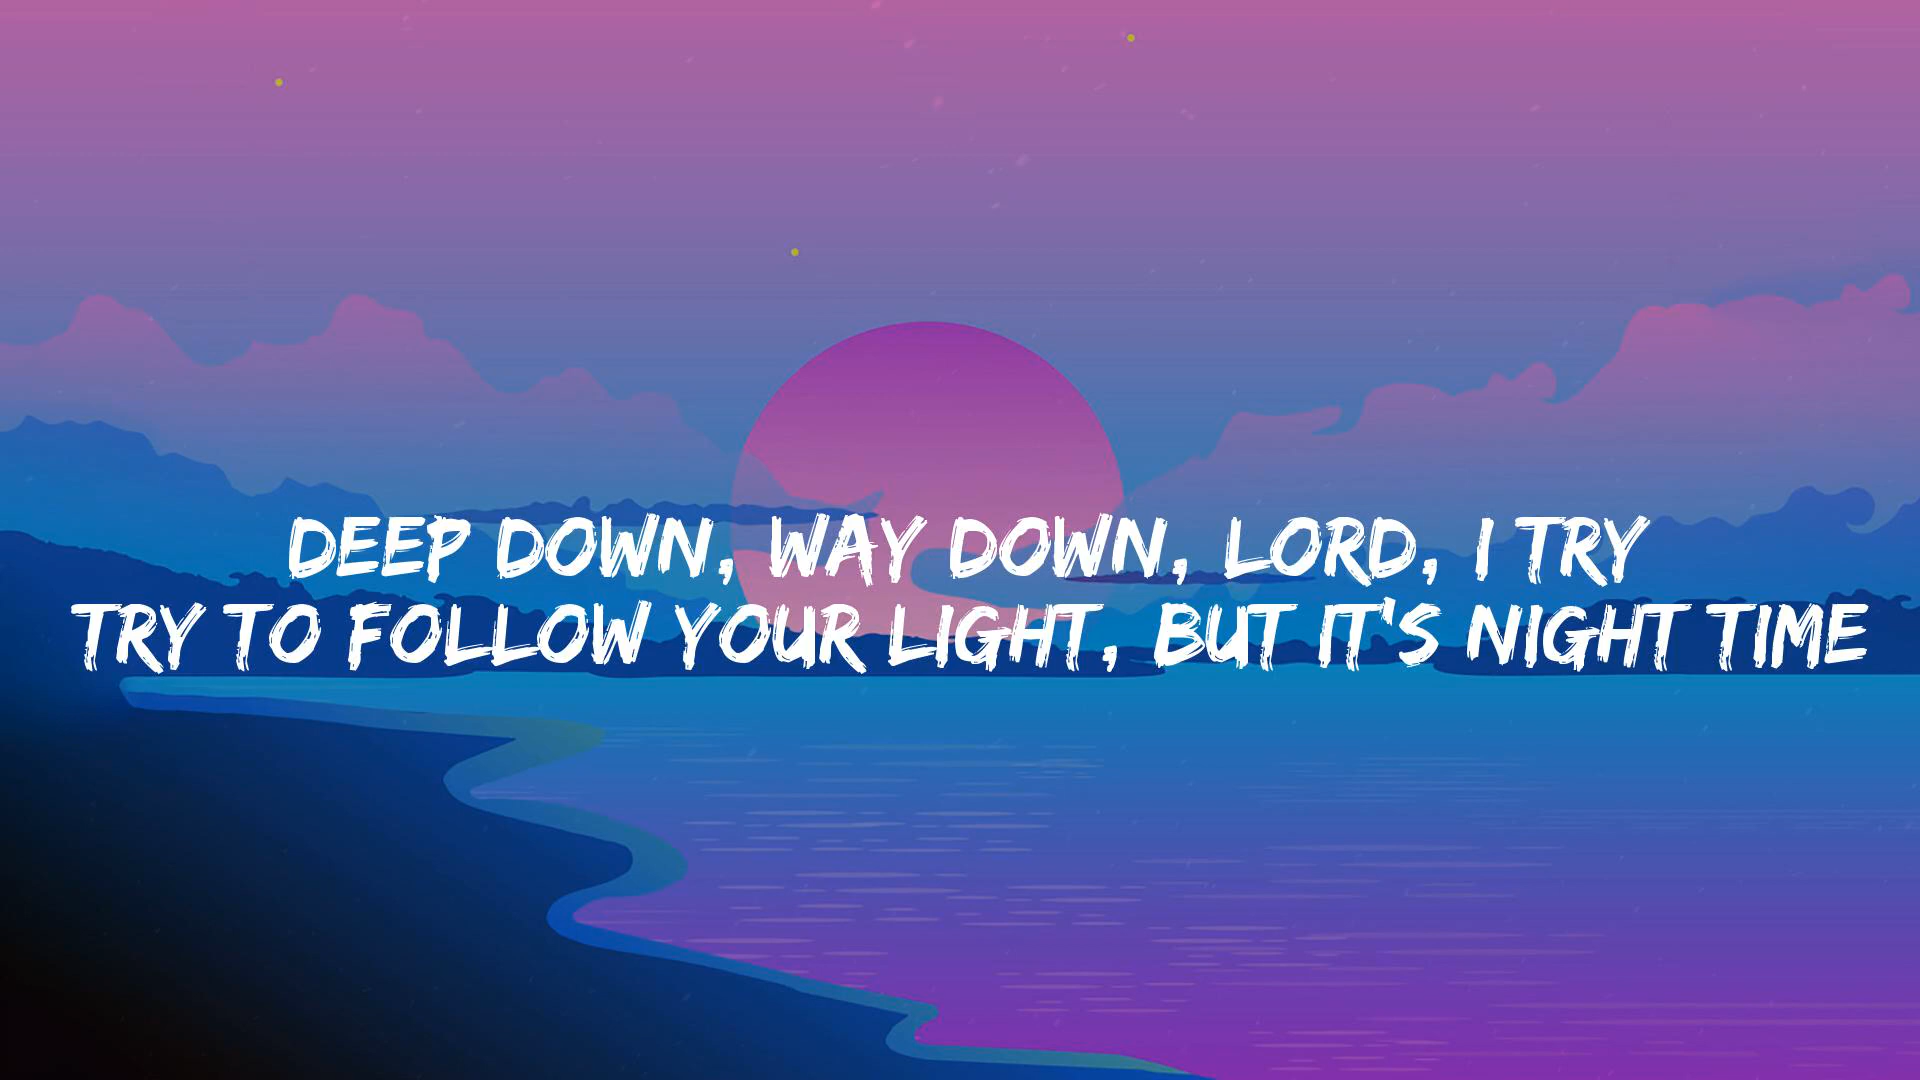 DEEP DOWN, WAY DOWN, LORD, I TRY
TRY TO FOLLOW YOUR LIGHT, BUT IT'S NIGHT TIME